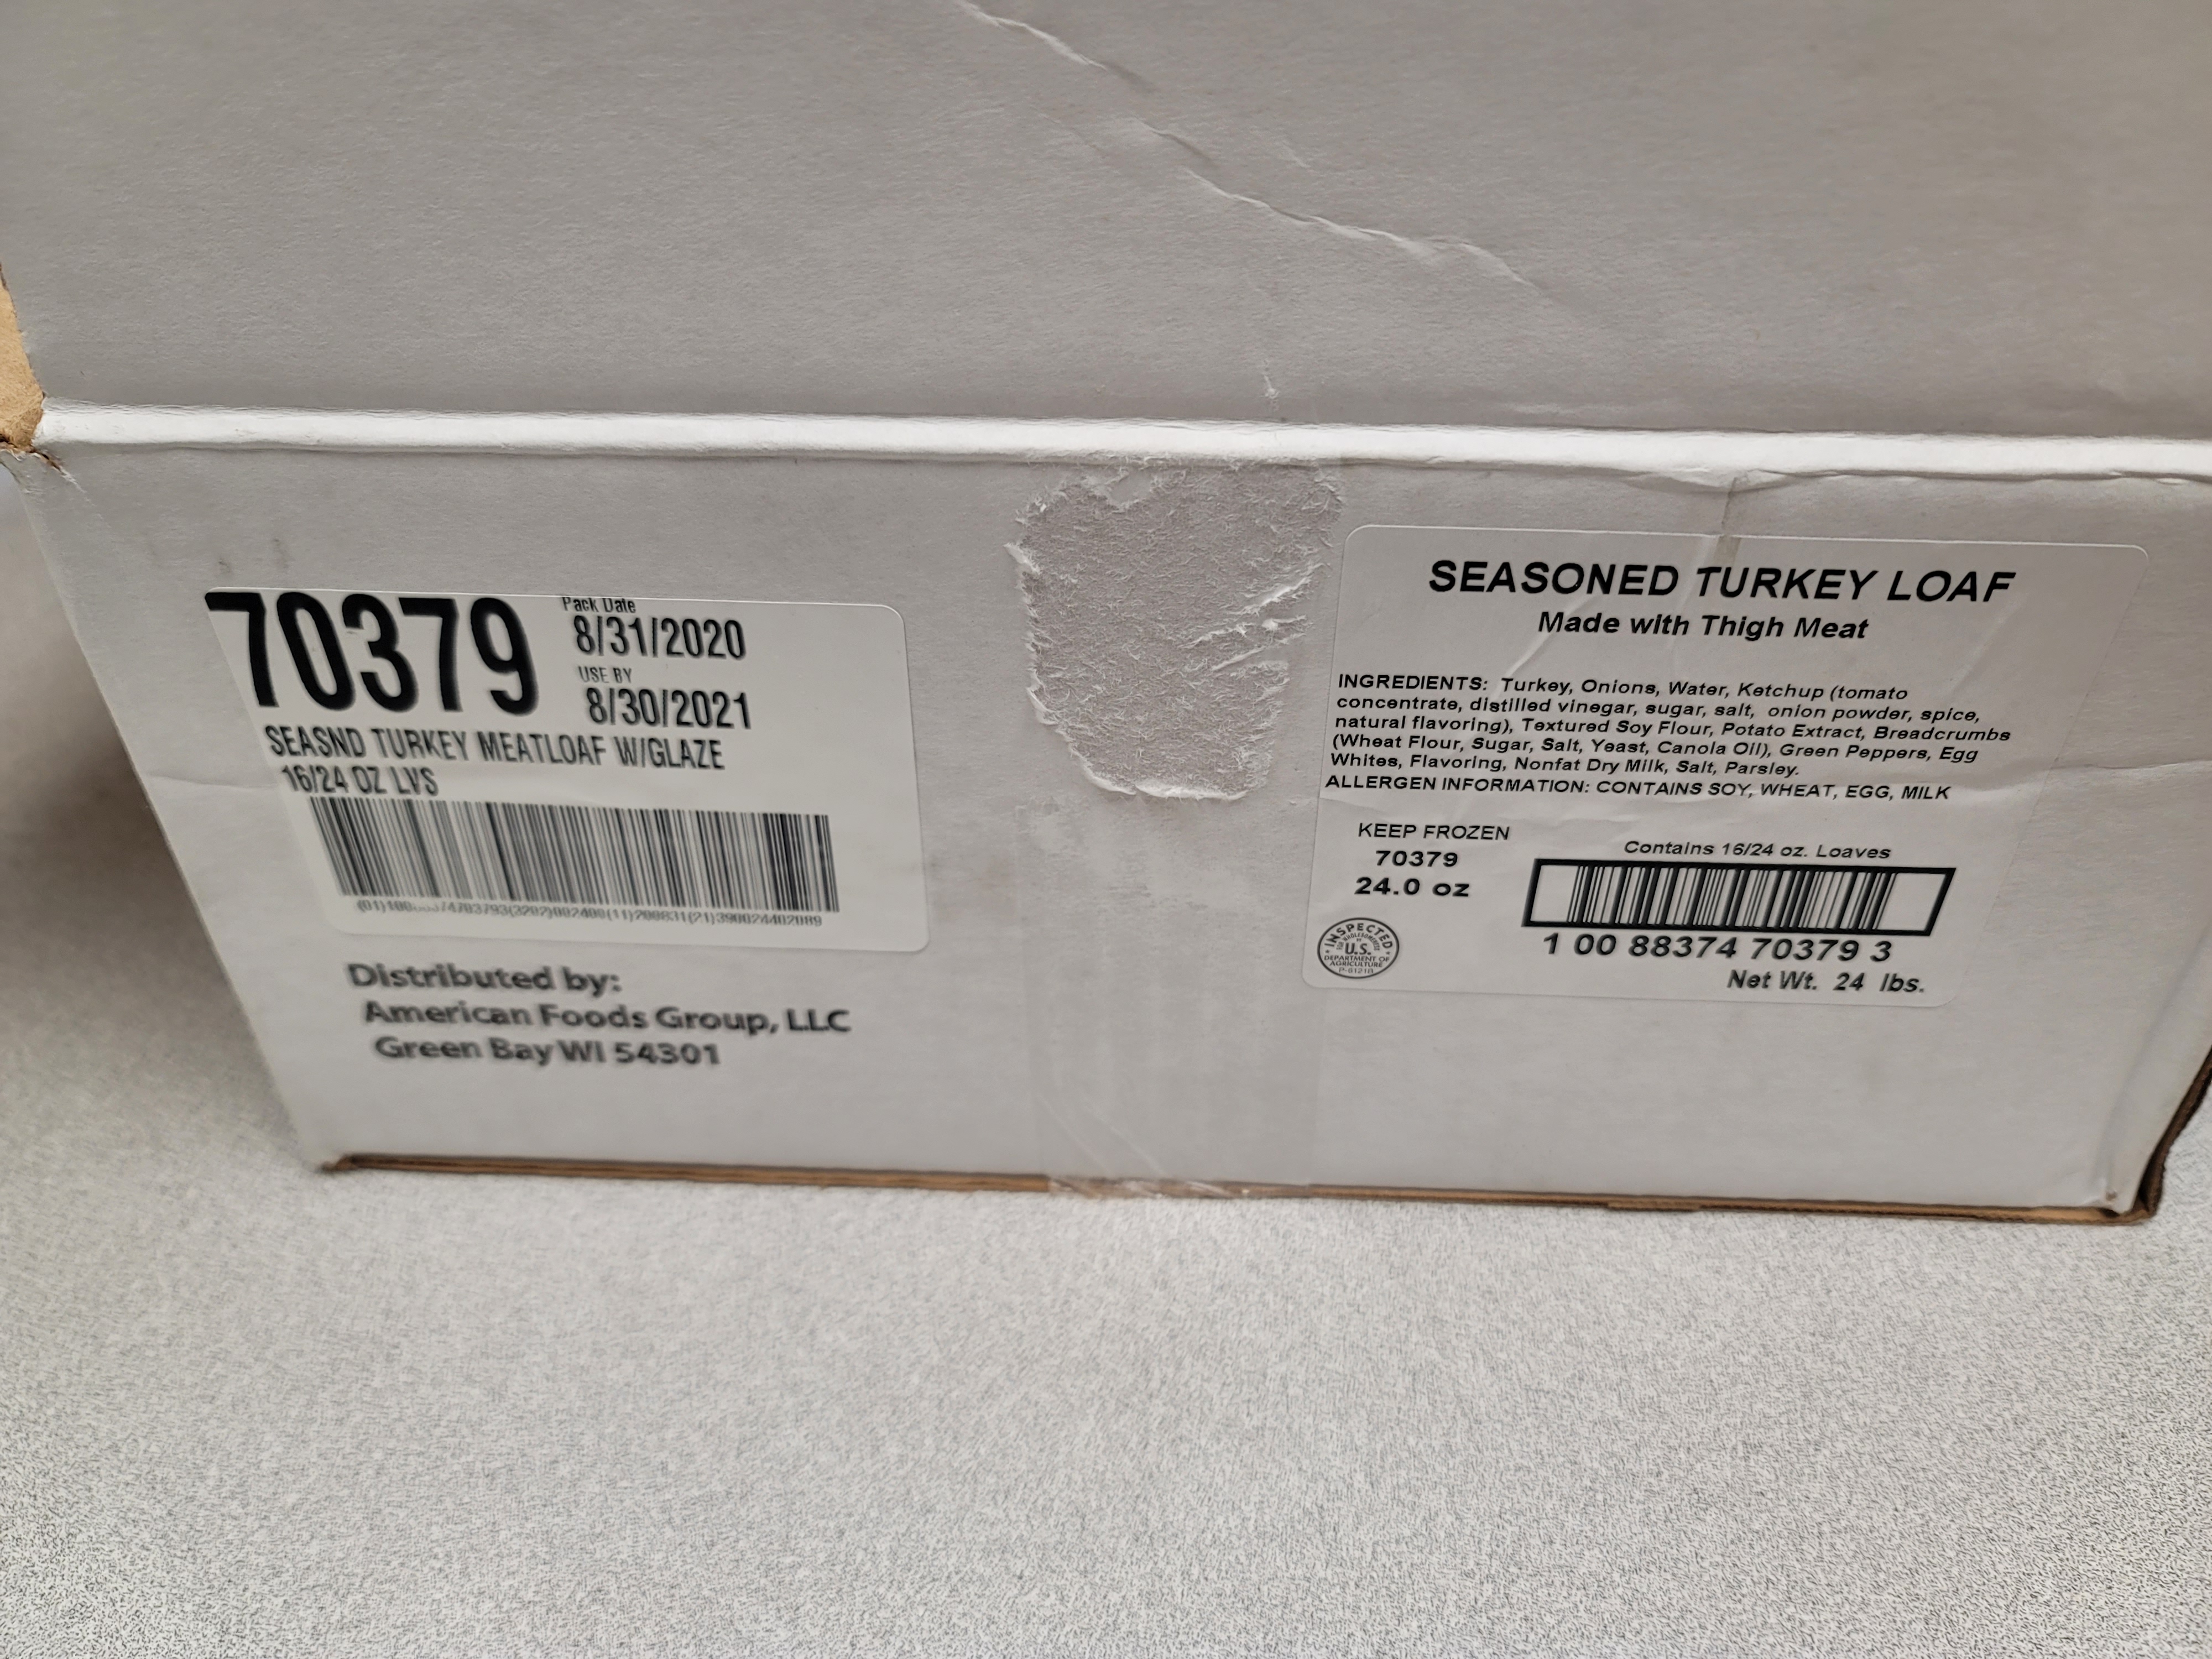 70379
Pack Date
8/31/2020
USE BY
8/30/2021
SEASND TURKEY MEATLOAF W/GLAZE
16/24 OZ LVS
Distributed by:
American Foods Group, LLC
Green Bay WI 54301
SEASONED TURKEY LOAF
Made with Thigh Meat
INGREDIENTS: Turkey, Onions, Water, Ketchup (tomato
concentrate, distilled vinegar, sugar, salt, onion powder, spice,
natural flavoring), Textured Soy Flour, Potato Extract, Breadcrumbs
(Wheat Flour, Sugar, Salt, Yeast, Canola Oil), Green Peppers, Egg
Whites, Flavoring, Nonfat Dry Milk, Salt, Parsley.
ALLERGEN INFORMATION: CONTAINS SOY, WHEAT, EGG, MILK
KEEP FROZEN
70379
24.0 oz
Contains 16/24 oz. Loaves
1 00 88374 70379 3
Net Wt. 24 lbs.
INSPECTED
U.S.
DEPARTMENT OF
AGRICULTURE